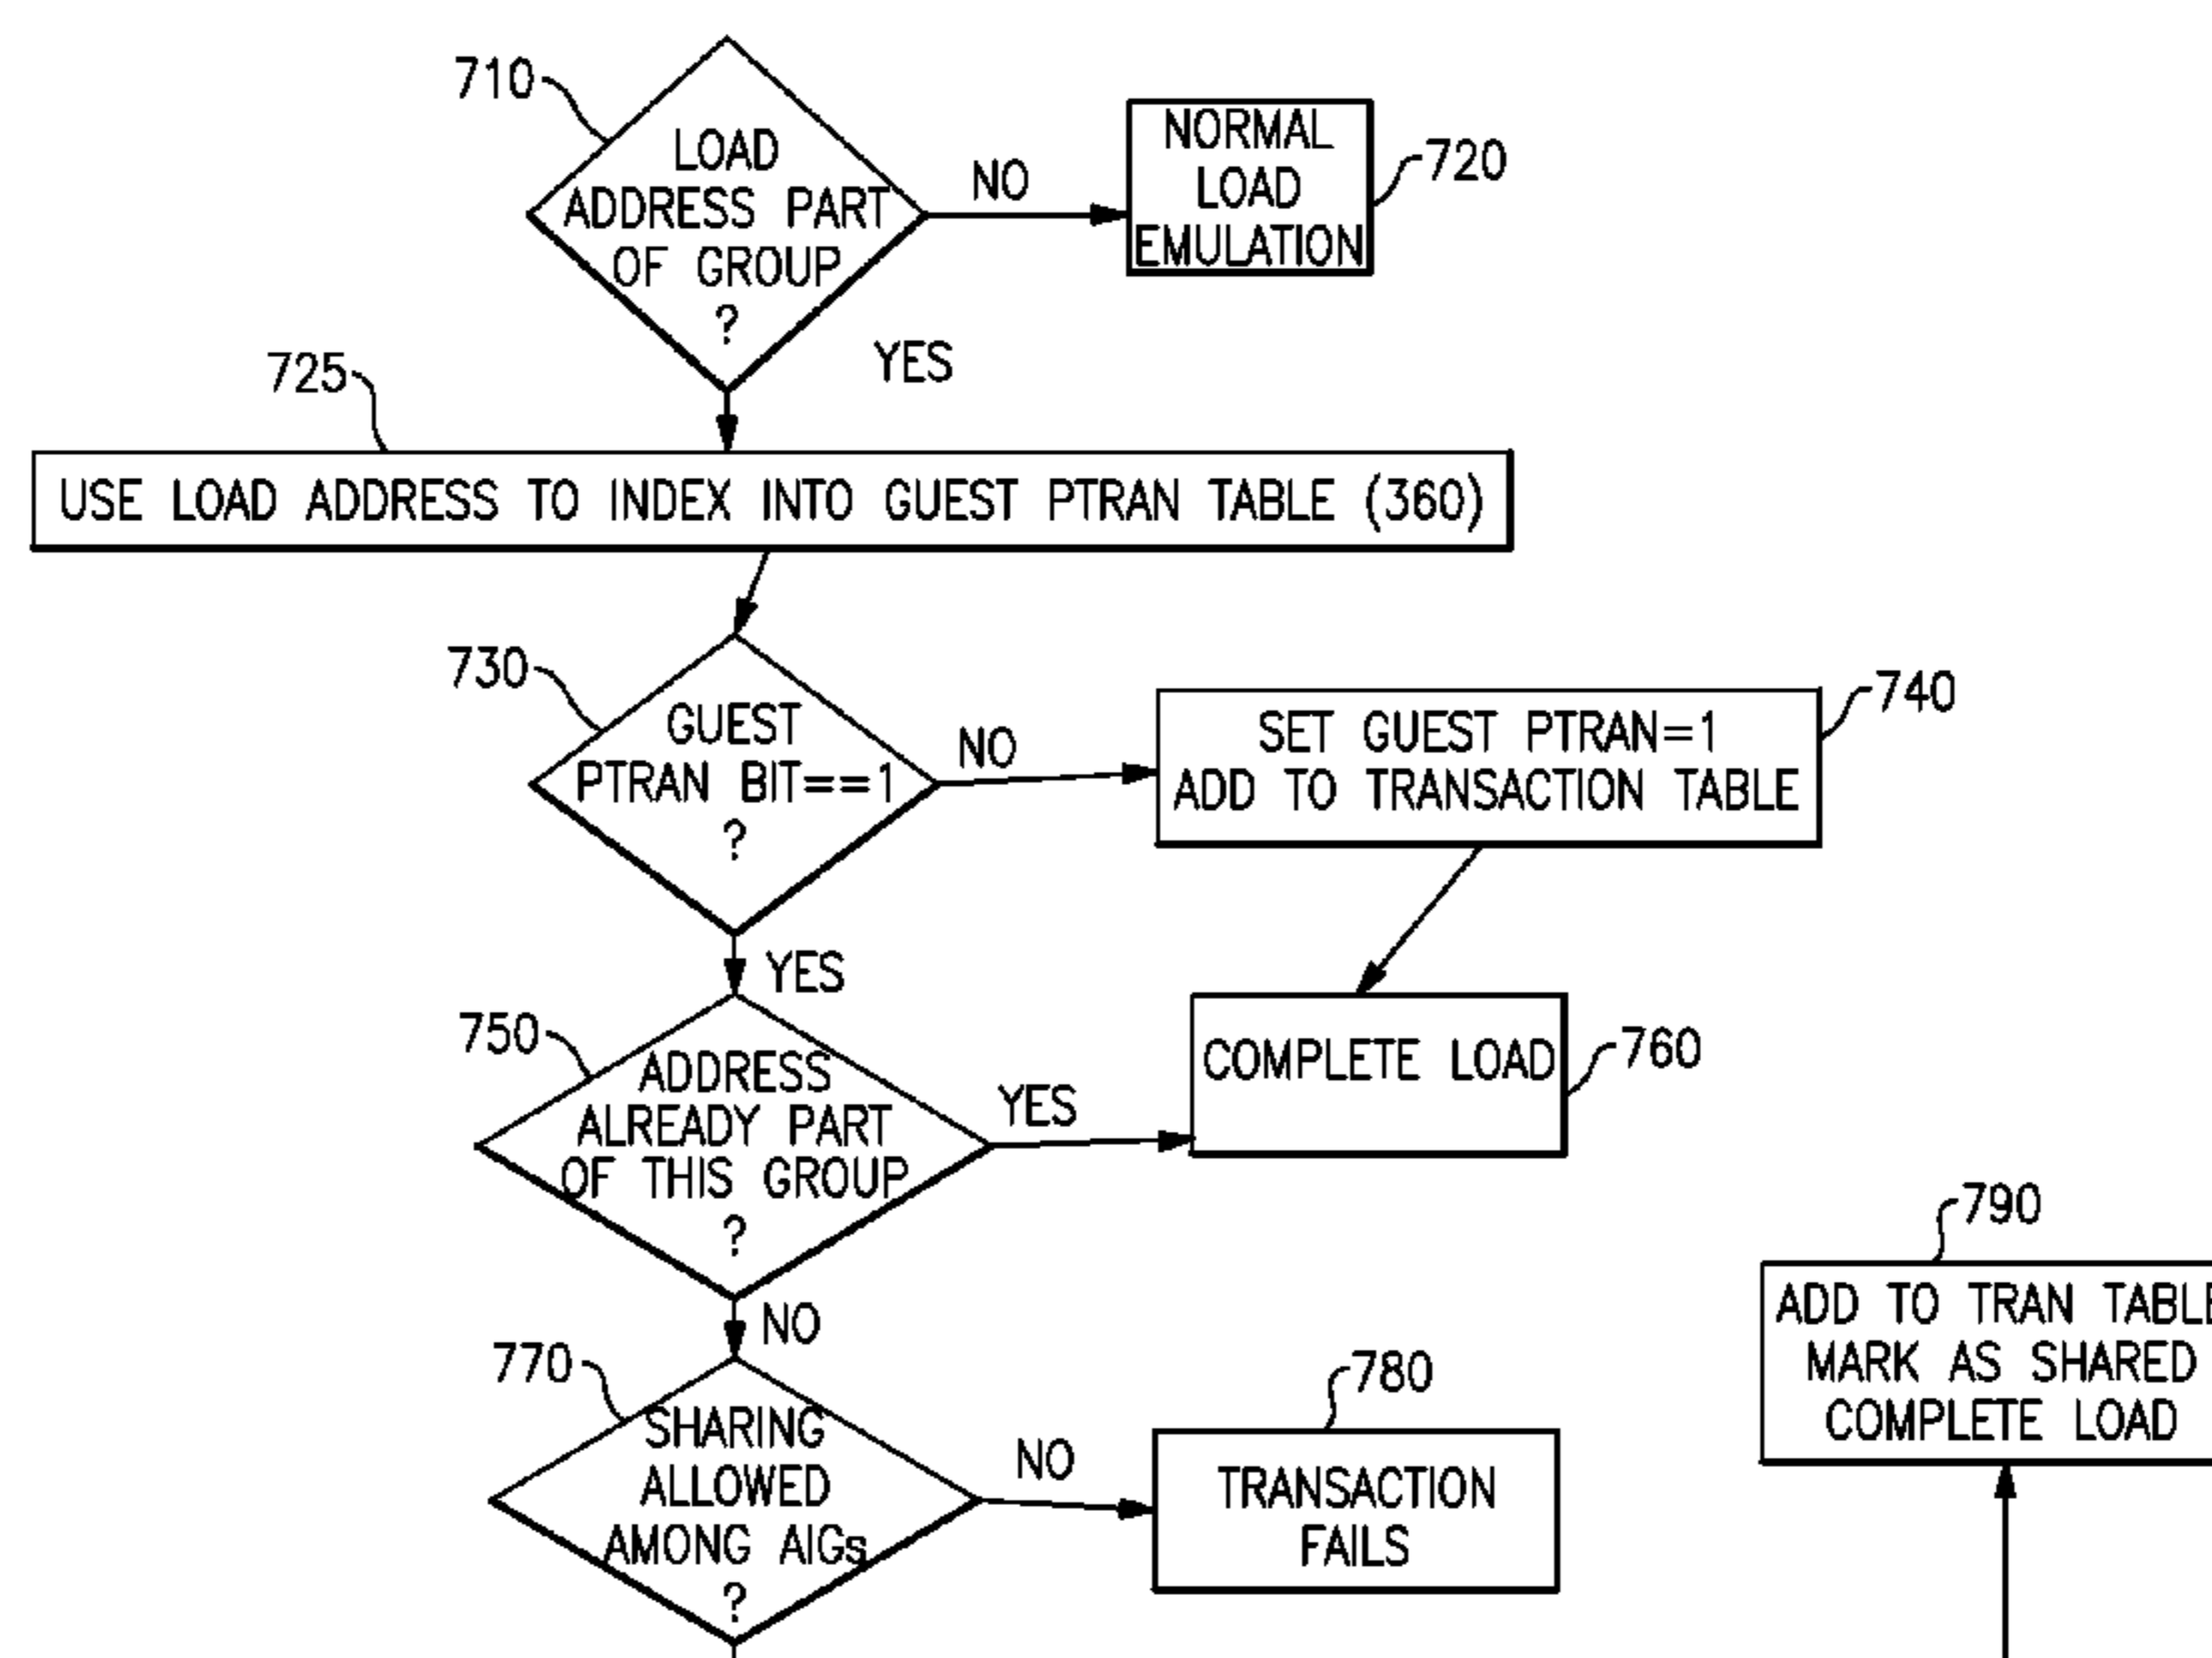 710
LOAD
ADDRESS PART
OF GROUP
?
NO
NORMAL
LOAD
EMULATION
720
YES
725
USE LOAD ADDRESS TO INDEX INTO GUEST PTRAN TABLE (360)
730
GUEST
PTRAN BIT==1
?
NO
SET GUEST PTRAN=1
ADD TO TRANSACTION TABLE
740
YES
750
ADDRESS
ALREADY PART
OF THIS GROUP
?
YES
COMPLETE LOAD
760
NO
770
SHARING
ALLOWED
AMONG AIGs
?
NO
780
TRANSACTION
FAILS
790
ADD TO TRAN TABLE
MARK AS SHARED
COMPLETE LOAD